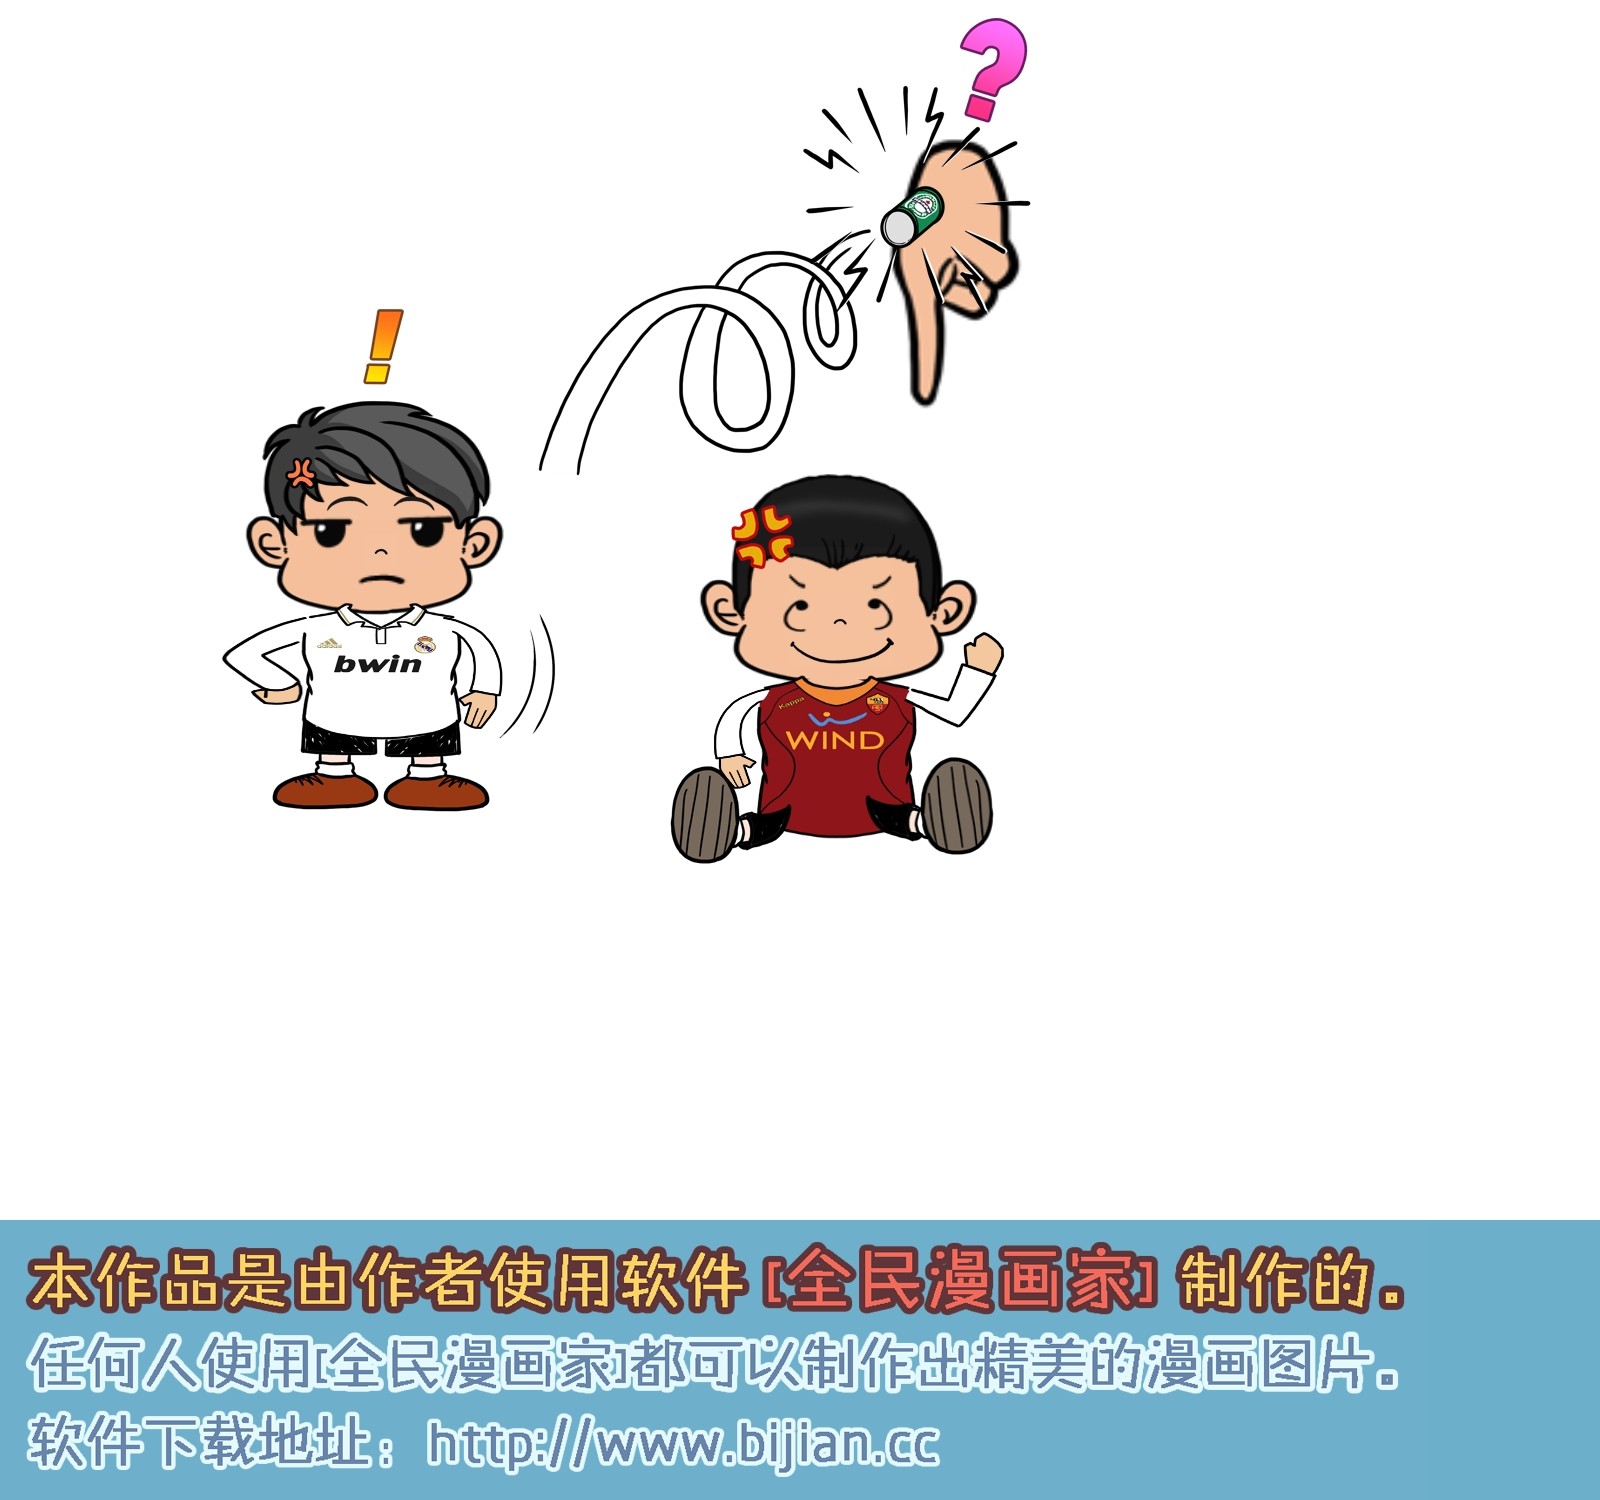 ?
!
bwin
Kappa
WIND
本作品是由作者使用软件 [全民漫画家] 制作的。
任何人使用[全民漫画家]都可以制作出精美的漫画图片。
软件下载地址：http://www.bijian.cc